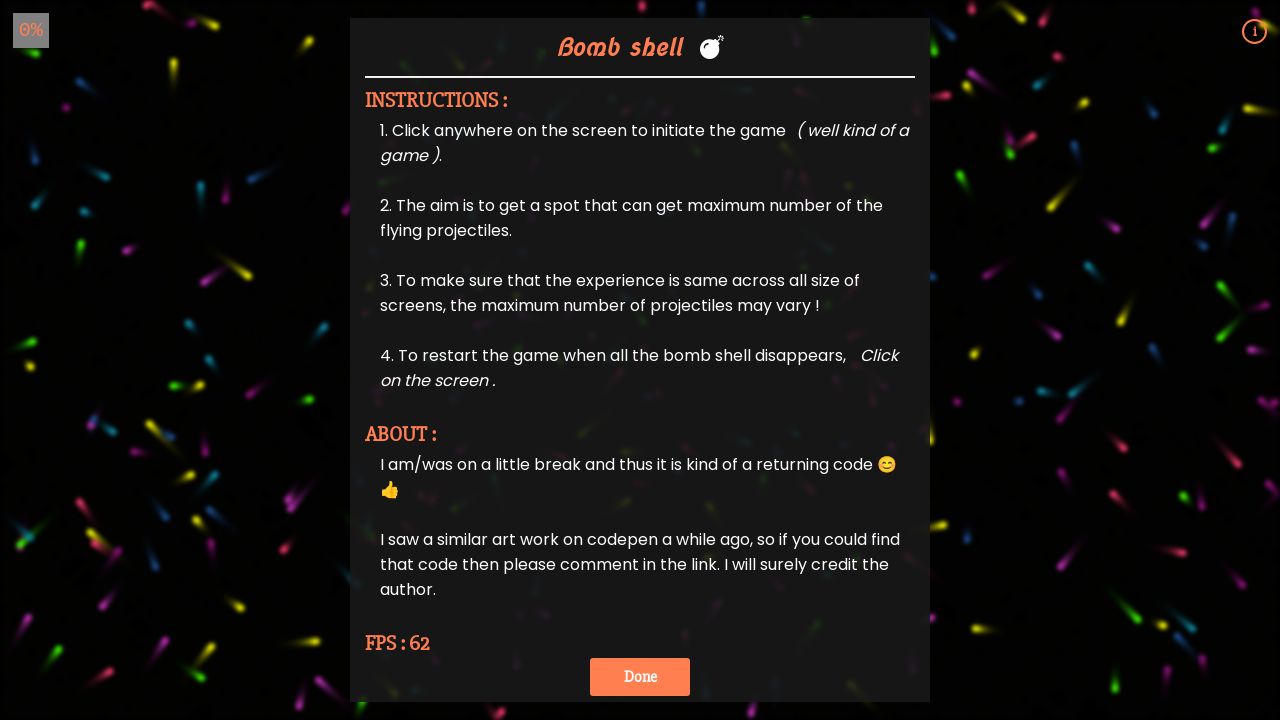 0%
i
Bomb shell 💣
INSTRUCTIONS :
1. Click anywhere on the screen to initiate the game ( well kind of a
game ).
2. The aim is to get a spot that can get maximum number of the
flying projectiles.
3. To make sure that the experience is same across all size of
screens, the maximum number of projectiles may vary !
4. To restart the game when all the bomb shell disappears, Click
on the screen .
ABOUT :
I am/was on a little break and thus it is kind of a returning code 😊
👍
I saw a similar art work on codepen a while ago, so if you could find
that code then please comment in the link. I will surely credit the
author.
FPS : 62
Done